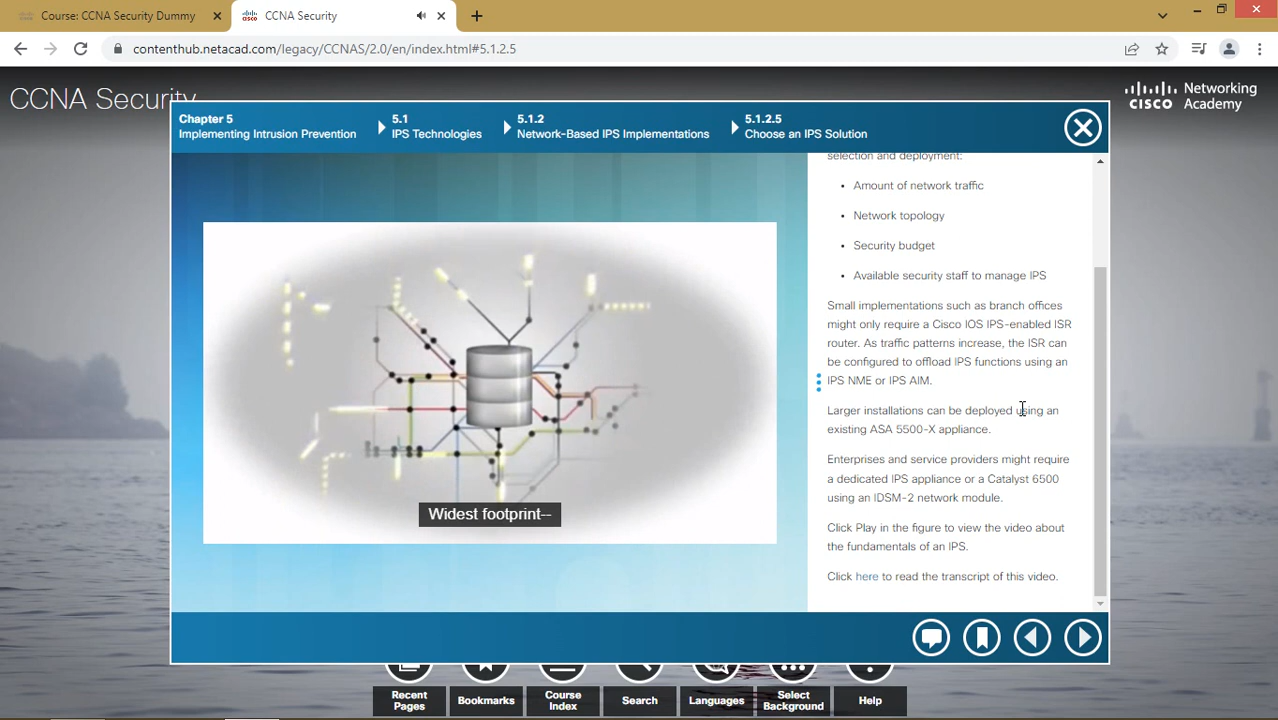 Course: CCNA Security Dummy
CCNA Security
contenthub.netacad.com/legacy/CCNAS/2.0/en/index.html#5.1.2.5
CCNA Security
Networking
CISCO Academy
Chapter 5
Implementing Intrusion Prevention
5.1
IPS Technologies
5.1.2
Network-Based IPS Implementations
5.1.2.5
Choose an IPS Solution
selection and deployment:
• Amount of network traffic
• Network topology
• Security budget
• Available security staff to manage IPS
Small implementations such as branch offices
might only require a Cisco IOS IPS-enabled ISR
router. As traffic patterns increase, the ISR can
be configured to offload IPS functions using an
IPS NME or IPS AIM.
Larger installations can be deployed using an
existing ASA 5500-X appliance.
Enterprises and service providers might require
a dedicated IPS appliance or a Catalyst 6500
using an IDSM-2 network module.
Click Play in the figure to view the video about
the fundamentals of an IPS.
Click here to read the transcript of this video.
Widest footprint--
Recent
Pages
Bookmarks
Course
Index
Search
Languages
Select
Background
Help